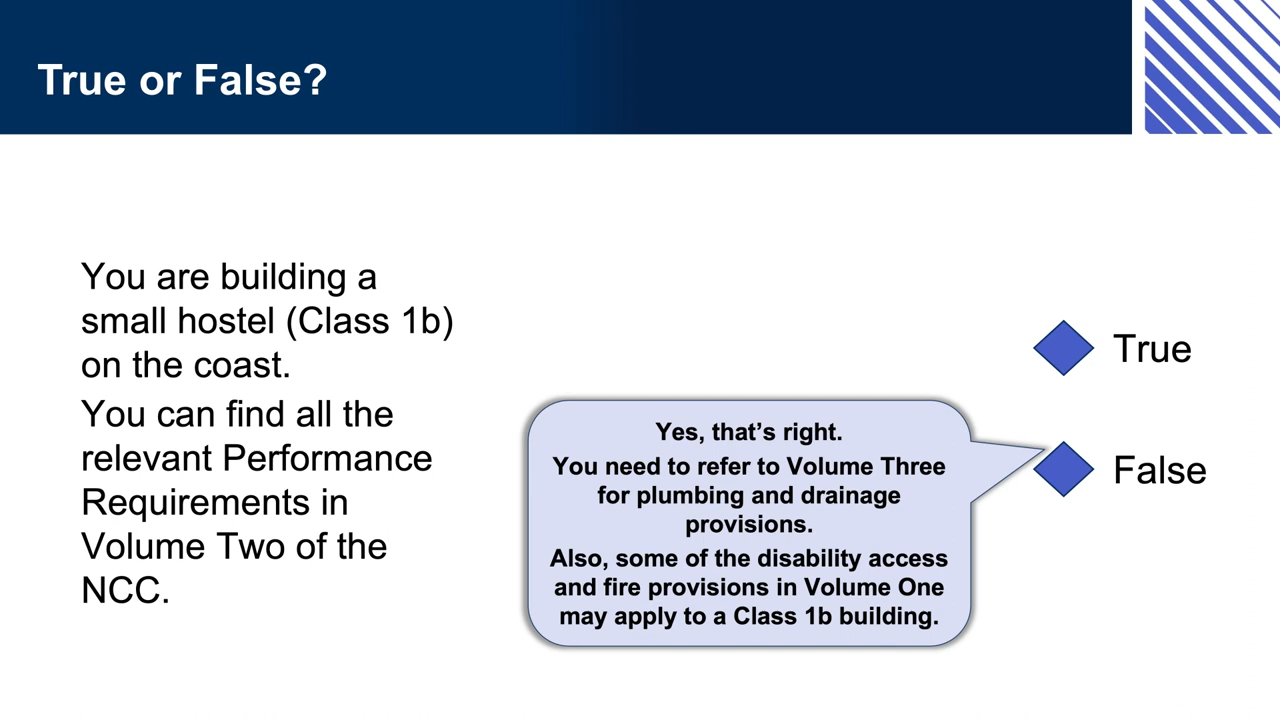 True or False?
You are building a
small hostel (Class 1b)
on the coast.
You can find all the
relevant Performance
Requirements in
Volume Two of the
NCC.
Yes, that’s right.
You need to refer to Volume Three
for plumbing and drainage
provisions.
Also, some of the disability access
and fire provisions in Volume One
may apply to a Class 1b building.
True
False